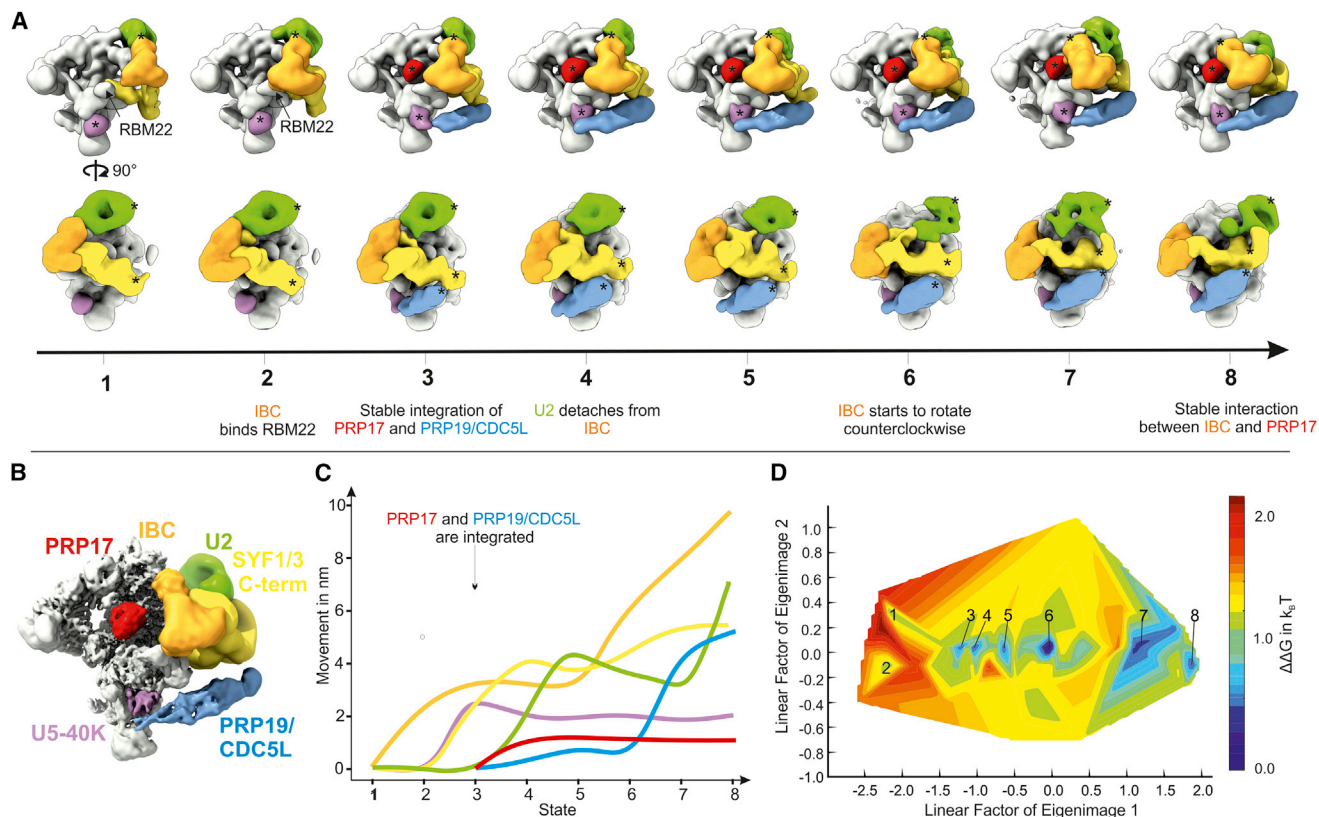 A
RBM22
RBM22
90°
* * * * * * * *
1 2 3 4 5 6 7 8
IBC
binds RBM22
Stable integration of
PRP17 and PRP19/CDC5L
U2 detaches from
IBC
IBC starts to rotate
counterclockwise
Stable interaction
between IBC and PRP17
B
PRP17
IBC
U2
SYF1/3
C-term
U5-40K
PRP19/
CDC5L
C
Movement in nm
10
8
6
4
2
0
PRP17 and PRP19/CDC5L
are integrated
1 2 3 4 5 6 7 8
State
D
Linear Factor of Eigenimage 2
1.0
0.8
0.6
0.4
0.2
0.0
-0.2
-0.4
-0.6
-0.8
-1.0
1
2
3 4 5 6 7 8
-2.5 -2.0 -1.5 -1.0 -0.5 0.0 0.5 1.0 1.5 2.0
Linear Factor of Eigenimage 1
2.0
1.0
0.0
ΔΔG in kBT